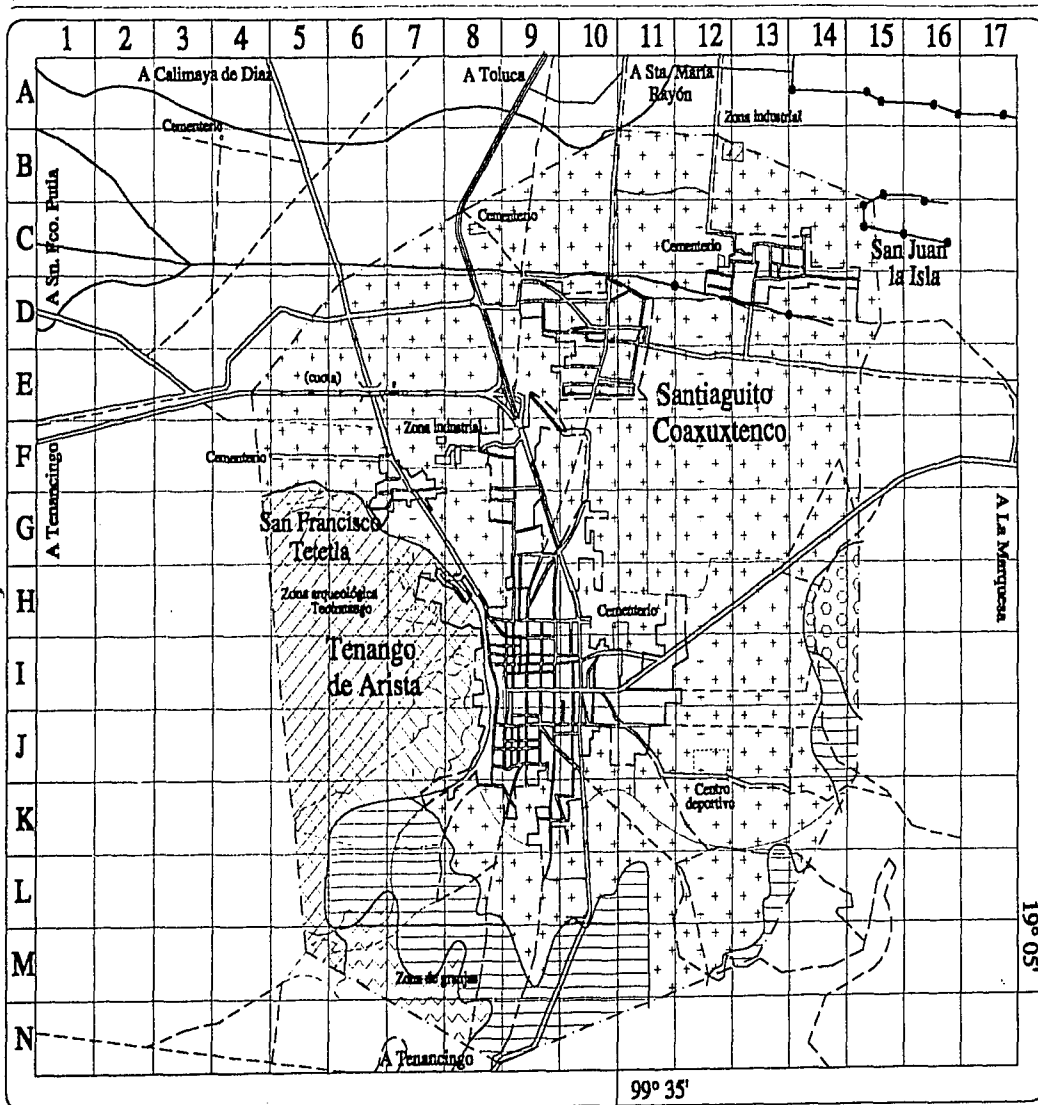 1 2 3 4 5 6 7 8 9 10 11 12 13 14 15 16 17
A
B
C
D
E
F
G
H
I
J
K
L
M
N
A Calimaya de Diaz
A Toluca
A Sta. María
Rayón
Cementerio
Zona industrial
A Sn. Fco. Putla
Cementerio
Cementerio
San Juan
la Isla
(cuota)
Santiaguito
Coaxuxtenco
Zona industrial
Cementerio
A Tenancingo
San Francisco
Tetetla
A La Marquesa
Zona arqueológica
Teotenango
Cementerio
Tenango
de Arista
Centro
deportivo
19° 05'
Zona de granjas
A Tenancingo
99° 35'